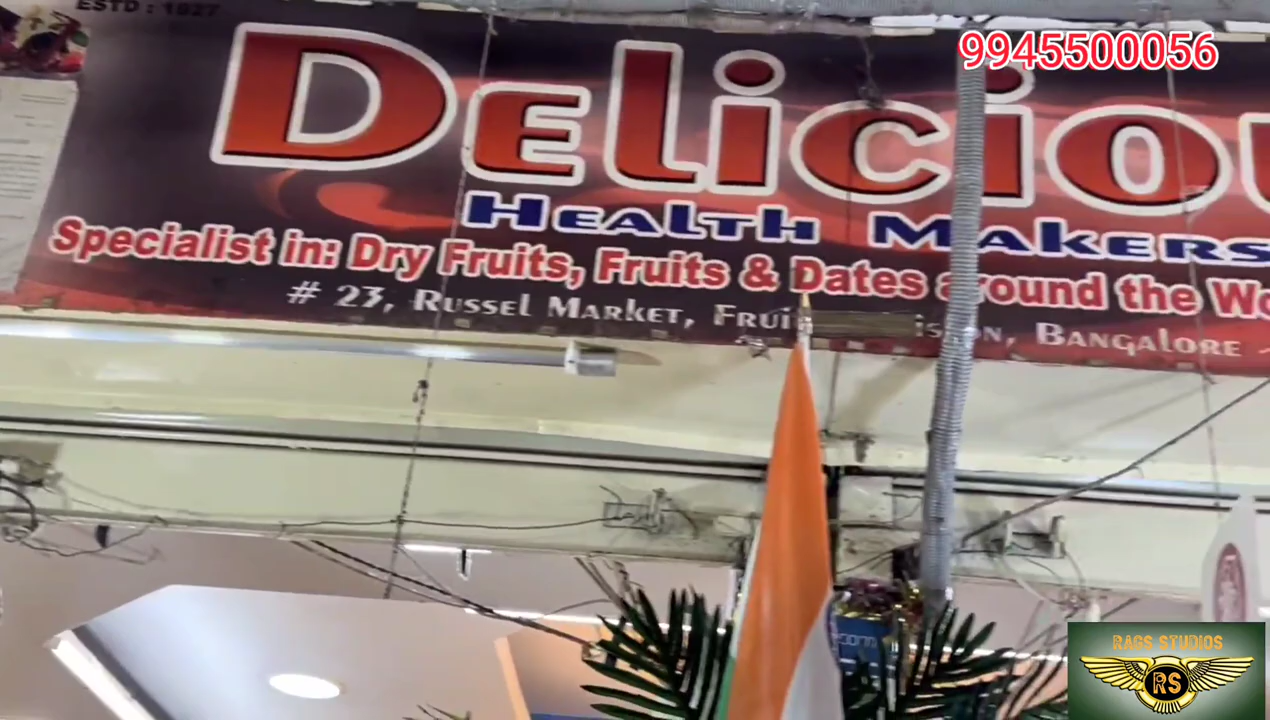 ESTD : 1927
9945500056
Delicio
Health Makers
Specialist in: Dry Fruits, Fruits & Dates around the Wo
# 23, Russel Market, Fruit Bangalore
com
RAGS STUDIOS
RS